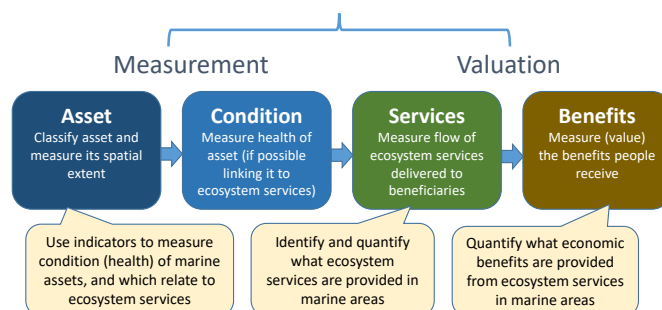 Measurement
Valuation
Asset
Classify asset and
measure its spatial
extent
Condition
Measure health of
asset (if possible
linking it to
ecosystem services)
Services
Measure flow of
ecosystem services
delivered to
beneficiaries
Benefits
Measure (value)
the benefits people
receive
Use indicators to measure
condition (health) of marine
assets, and which relate to
ecosystem services
Identify and quantify
what ecosystem
services are provided in
marine areas
Quantify what economic
benefits are provided
from ecosystem services
in marine areas